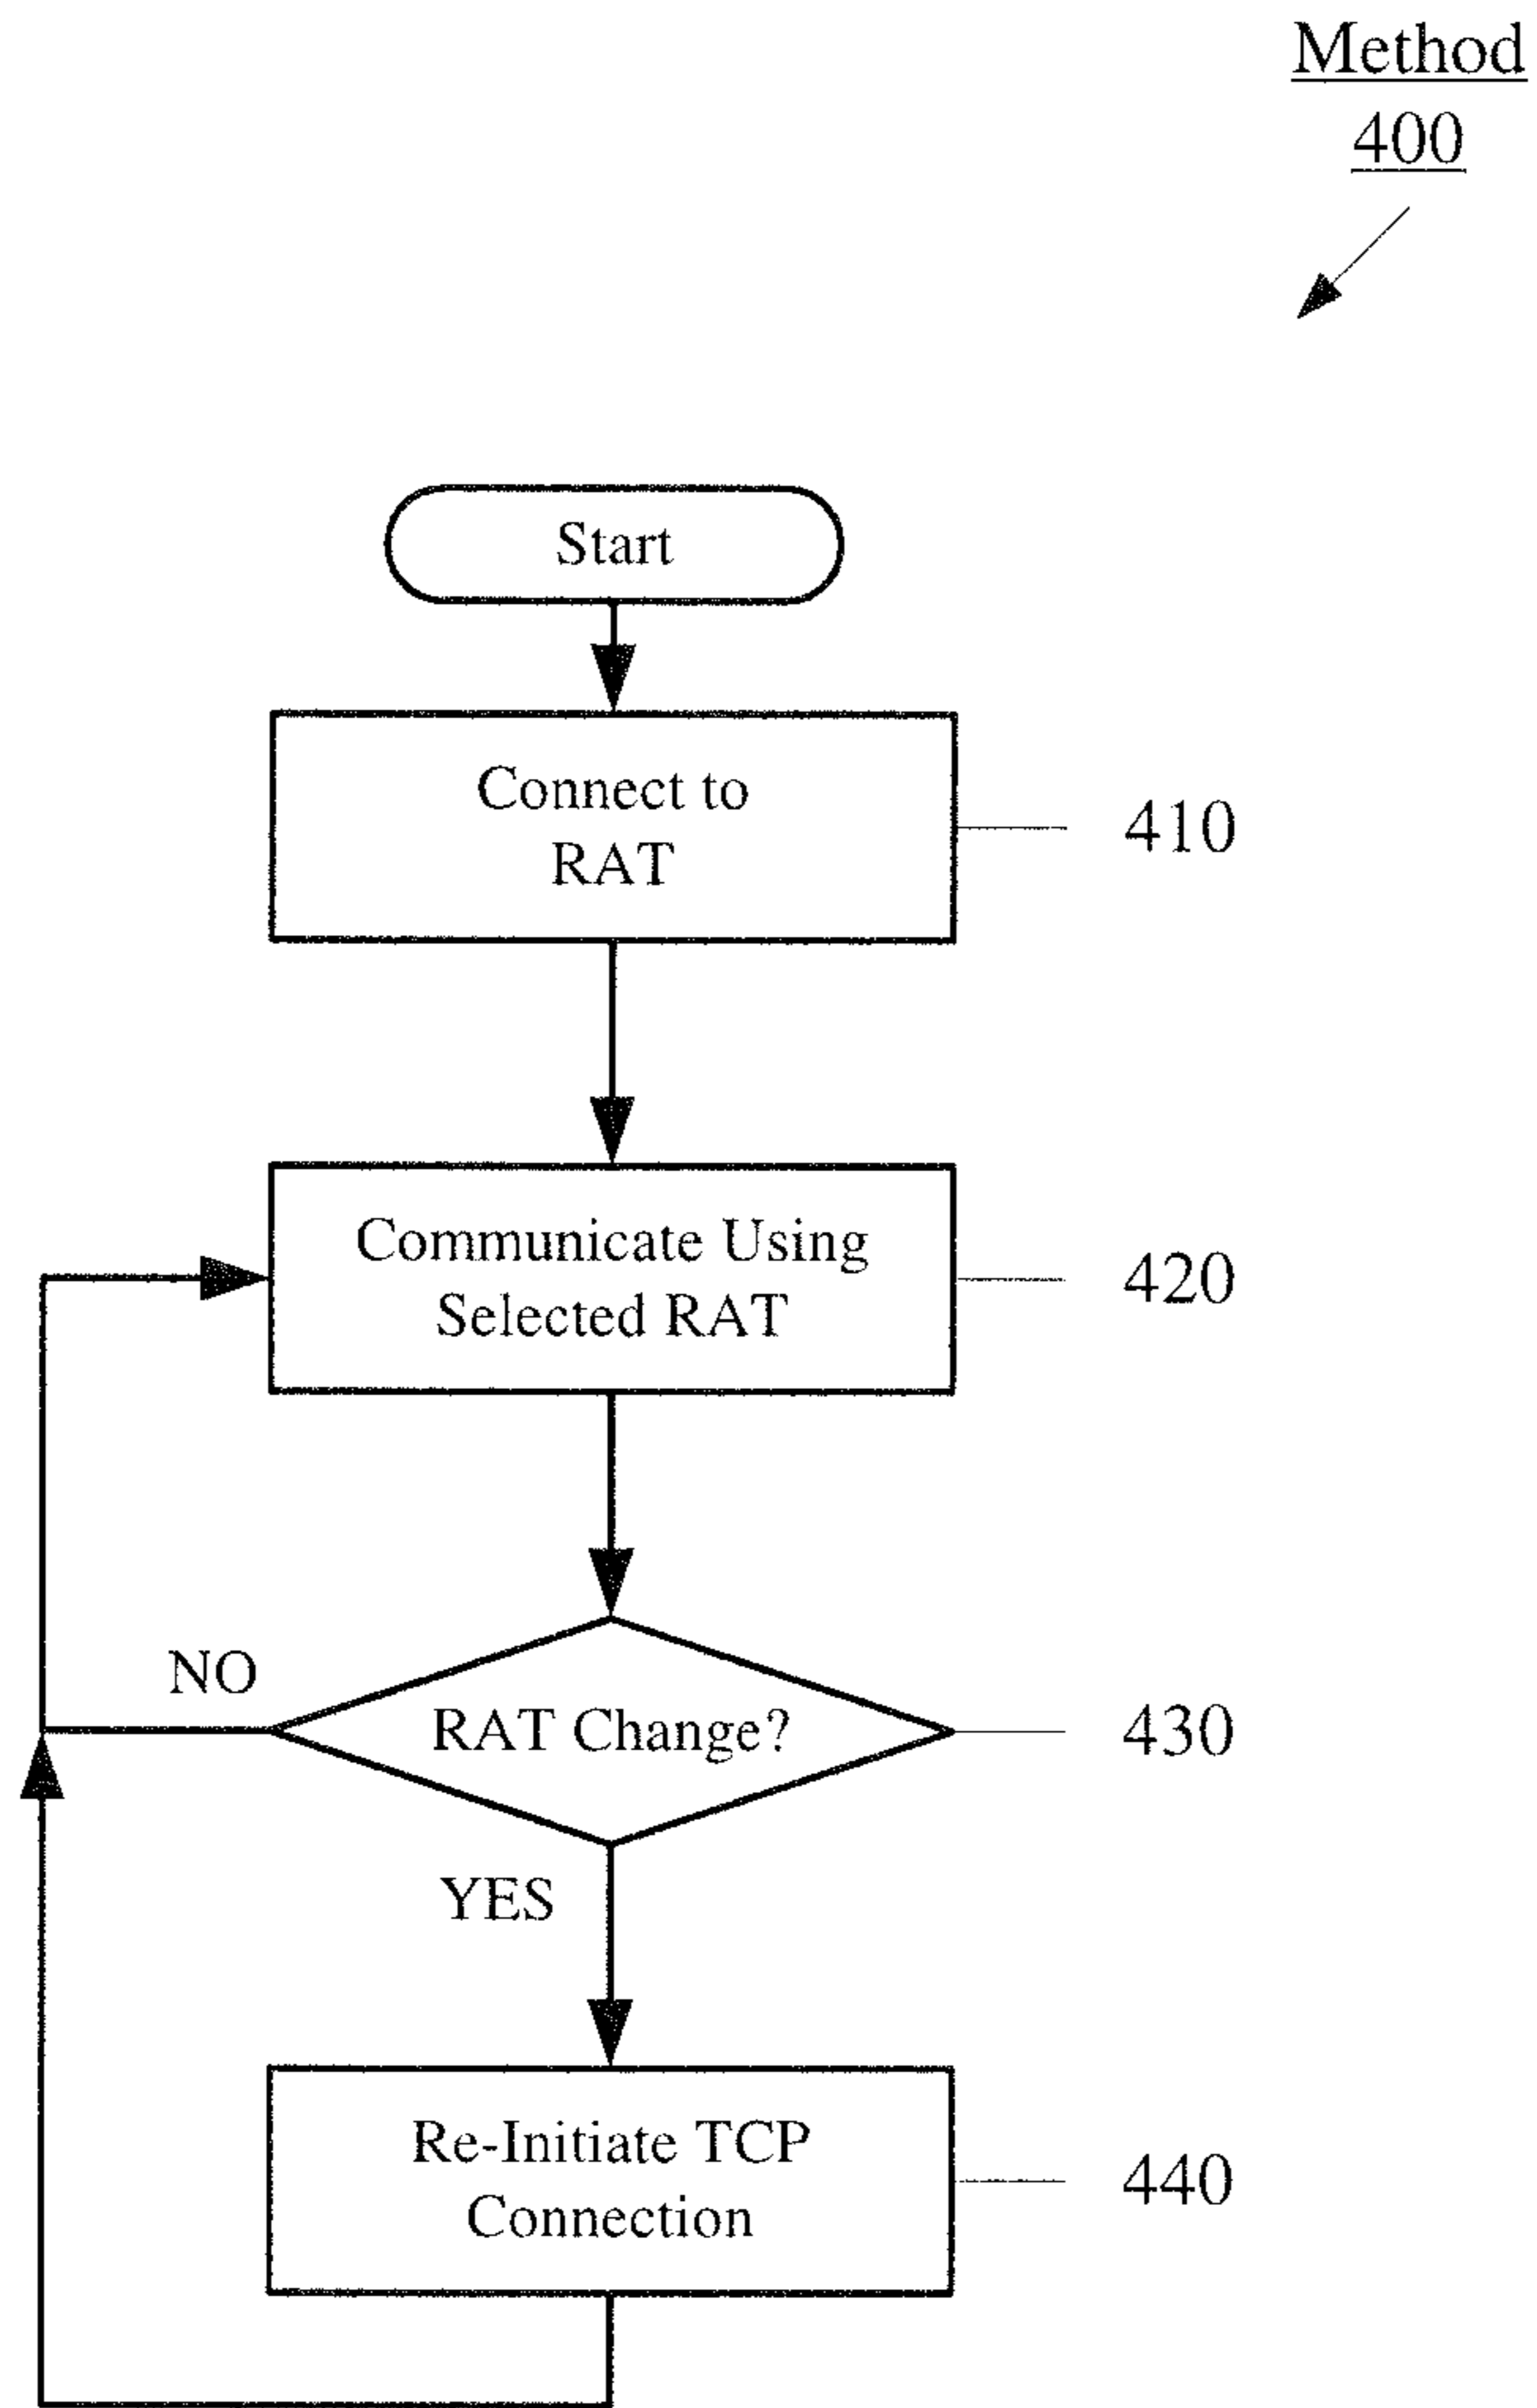 Method
400
Start
Connect to
RAT
410
Communicate Using
Selected RAT
420
NO
RAT Change?
430
YES
Re-Initiate TCP
Connection
440